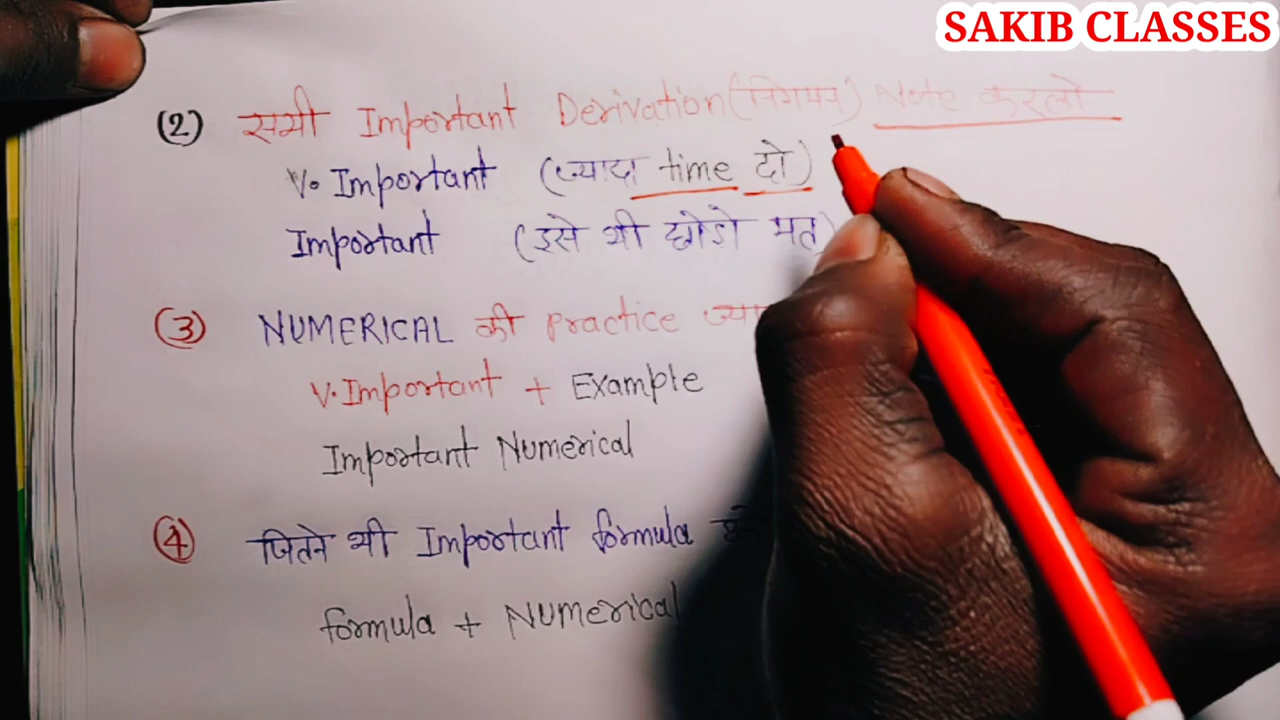 SAKIB CLASSES
(2) सभी Important Derivation (निगमन) Note करलो
V. Important (ज्यादा time दो)
Important (इसे भी छोडो मत)
(3) NUMERICAL की practice
V. Important + Example
Important Numerical
(4) जितने भी Important formula
formula + Numerical